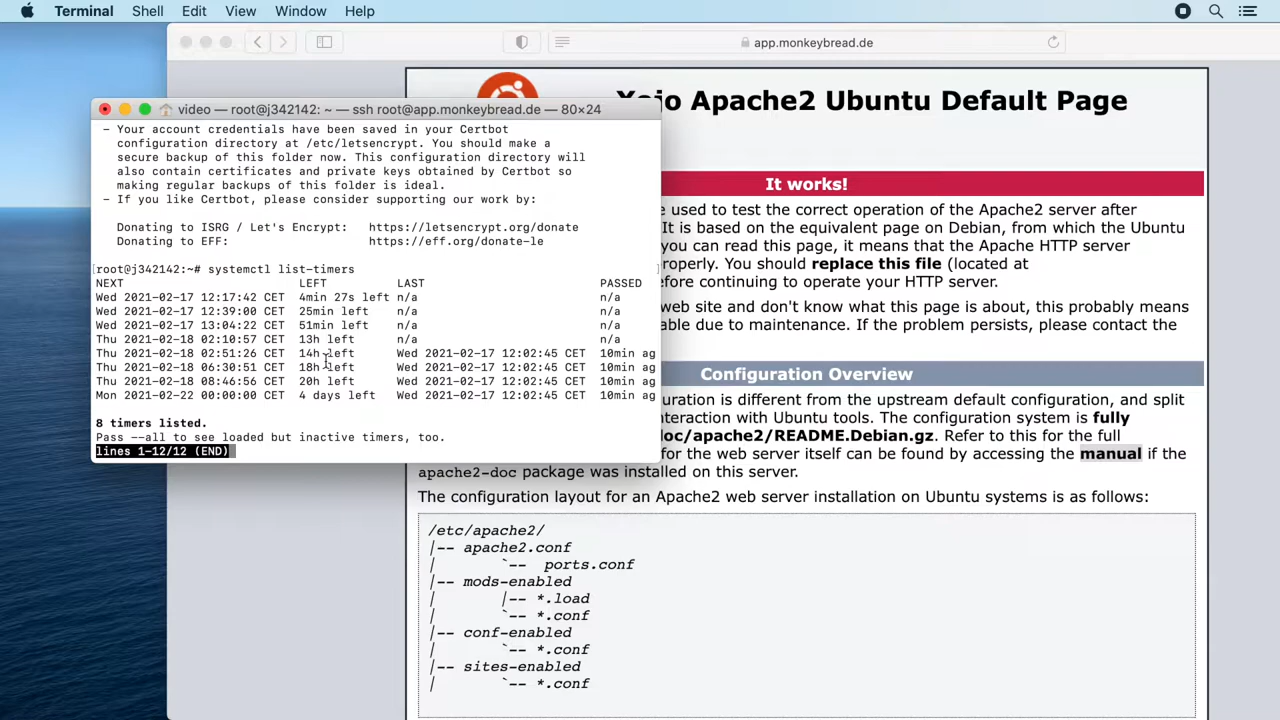 Terminal Shell Edit View Window Help
app.monkeybread.de
video — root@j342142: ~ — ssh root@app.monkeybread.de — 80×24
- Your account credentials have been saved in your Certbot
configuration directory at /etc/letsencrypt. You should make a
secure backup of this folder now. This configuration directory will
also contain certificates and private keys obtained by Certbot so
making regular backups of this folder is ideal.
- If you like Certbot, please consider supporting our work by:
Donating to ISRG / Let's Encrypt: https://letsencrypt.org/donate
Donating to EFF: https://eff.org/donate-le
[root@j342142:~# systemctl list-timers ]
NEXT LEFT LAST PASSED
Wed 2021-02-17 12:17:42 CET 4min 27s left n/a n/a
Wed 2021-02-17 12:39:00 CET 25min left n/a n/a
Wed 2021-02-17 13:04:22 CET 51min left n/a n/a
Thu 2021-02-18 02:10:57 CET 13h left n/a n/a
Thu 2021-02-18 02:51:26 CET 14h left Wed 2021-02-17 12:02:45 CET 10min ag
Thu 2021-02-18 06:30:51 CET 18h left Wed 2021-02-17 12:02:45 CET 10min ag
Thu 2021-02-18 08:46:56 CET 20h left Wed 2021-02-17 12:02:45 CET 10min ag
Mon 2021-02-22 00:00:00 CET 4 days left Wed 2021-02-17 12:02:45 CET 10min ag
8 timers listed.
Pass --all to see loaded but inactive timers, too.
lines 1-12/12 (END)
Xojo Apache2 Ubuntu Default Page
It works!
e used to test the correct operation of the Apache2 server after
It is based on the equivalent page on Debian, from which the Ubuntu
you can read this page, it means that the Apache HTTP server
roperly. You should replace this file (located at
efore continuing to operate your HTTP server.
web site and don't know what this page is about, this probably means
able due to maintenance. If the problem persists, please contact the
Configuration Overview
uration is different from the upstream default configuration, and split
nteraction with Ubuntu tools. The configuration system is fully
oc/apache2/README.Debian.gz. Refer to this for the full
for the web server itself can be found by accessing the manual if the
apache2-doc package was installed on this server.
The configuration layout for an Apache2 web server installation on Ubuntu systems is as follows:
/etc/apache2/
|-- apache2.conf
| `-- ports.conf
|-- mods-enabled
| |-- *.load
| `-- *.conf
|-- conf-enabled
| `-- *.conf
|-- sites-enabled
| `-- *.conf